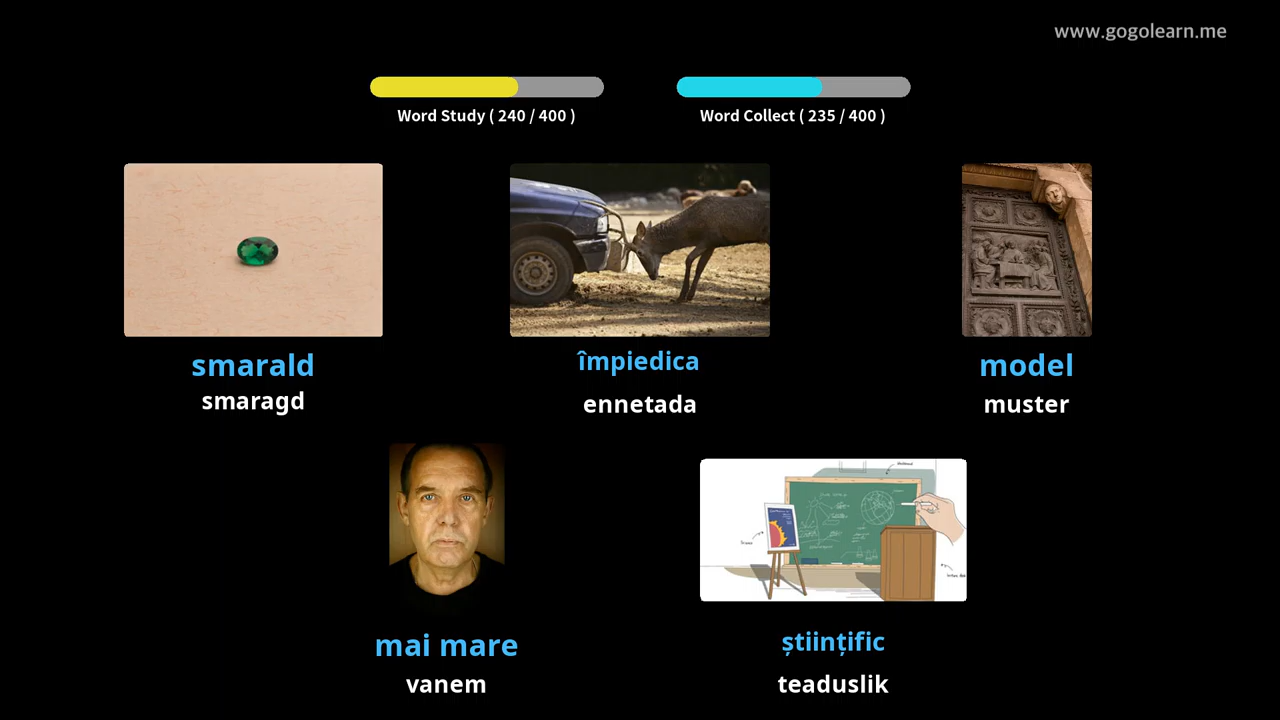 www.gogolearn.me
Word Study ( 240 / 400 )
Word Collect ( 235 / 400 )
smarald
smaragd
împiedica
ennetada
model
muster
mai mare
vanem
științific
teaduslik